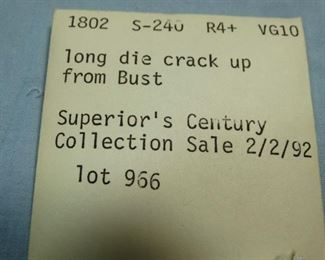 1802 S-240 R4+ VG10
long die crack up
from Bust
Superior's Century
Collection Sale 2/2/92
lot 966